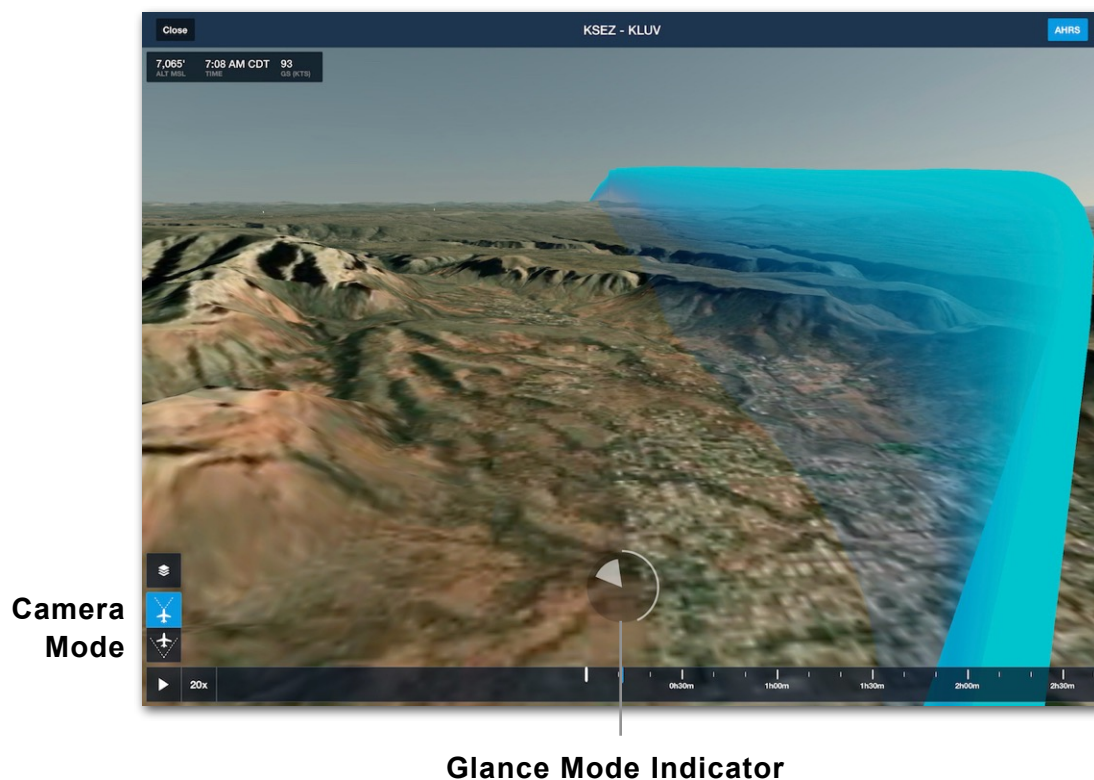 Close
KSEZ - KLUV
AHRS
7,065' 7:08 AM CDT 93
ALT MSL TIME GS (KTS)
Camera
Mode
20x 0h30m 1h00m 1h30m 2h00m 2h30m
Glance Mode Indicator